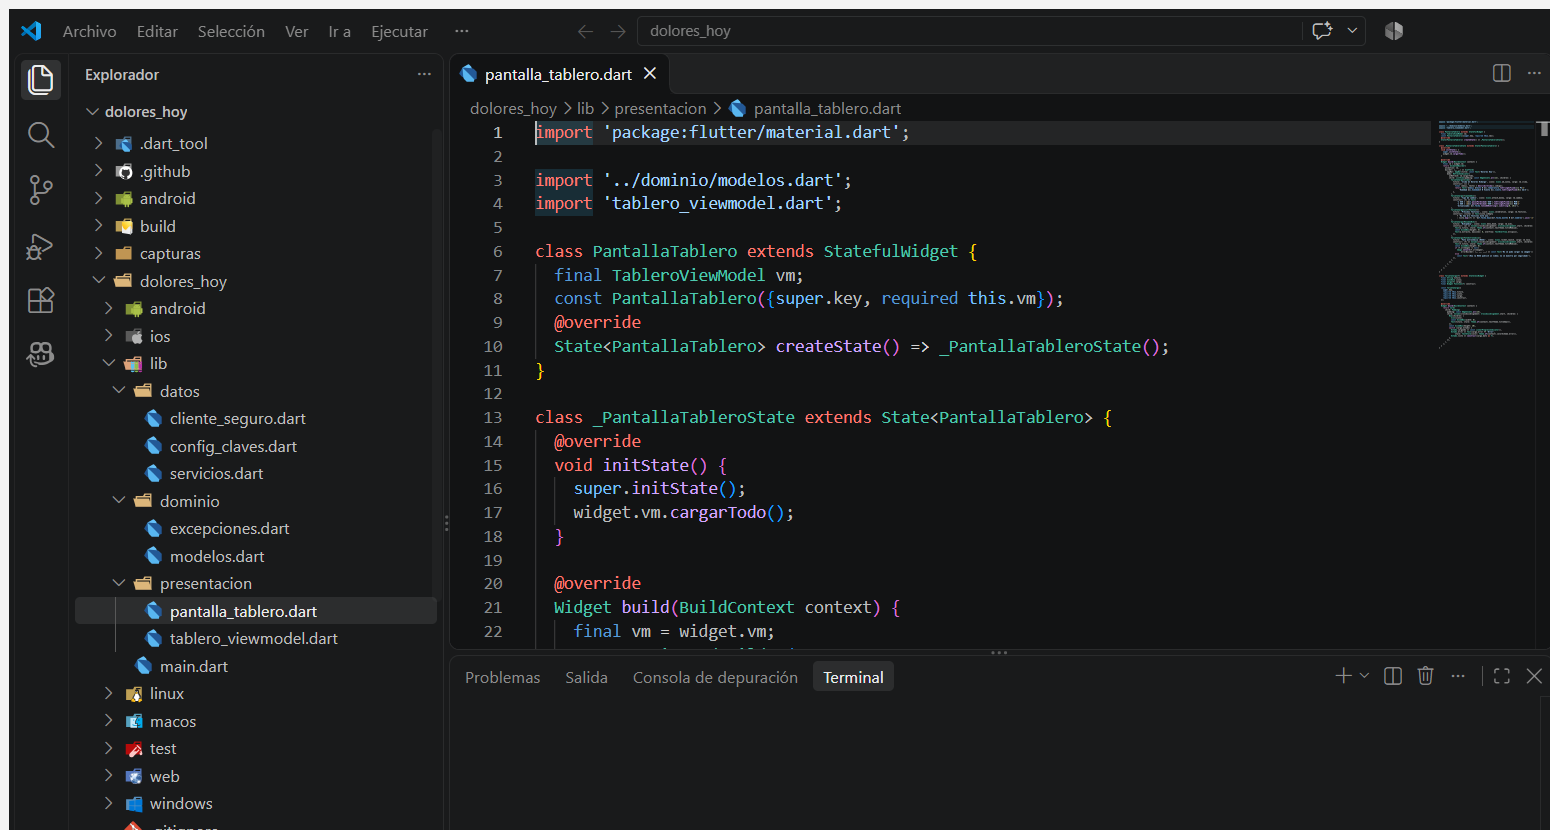 Archivo Editar Selección Ver Ir a Ejecutar ···
dolores_hoy
Explorador
dolores_hoy
.dart_tool
.github
android
build
capturas
dolores_hoy
android
ios
lib
datos
cliente_seguro.dart
config_claves.dart
servicios.dart
dominio
excepciones.dart
modelos.dart
presentacion
pantalla_tablero.dart
tablero_viewmodel.dart
main.dart
linux
macos
test
web
windows
.gitignore
pantalla_tablero.dart
dolores_hoy > lib > presentacion > pantalla_tablero.dart
1 import 'package:flutter/material.dart';
2
3 import '../dominio/modelos.dart';
4 import 'tablero_viewmodel.dart';
5
6 class PantallaTablero extends StatefulWidget {
7 final TableroViewModel vm;
8 const PantallaTablero({super.key, required this.vm});
9 @override
10 State<PantallaTablero> createState() => _PantallaTableroState();
11 }
12
13 class _PantallaTableroState extends State<PantallaTablero> {
14 @override
15 void initState() {
16 super.initState();
17 widget.vm.cargarTodo();
18 }
19
20 @override
21 Widget build(BuildContext context) {
22 final vm = widget.vm;
Problemas Salida Consola de depuración Terminal